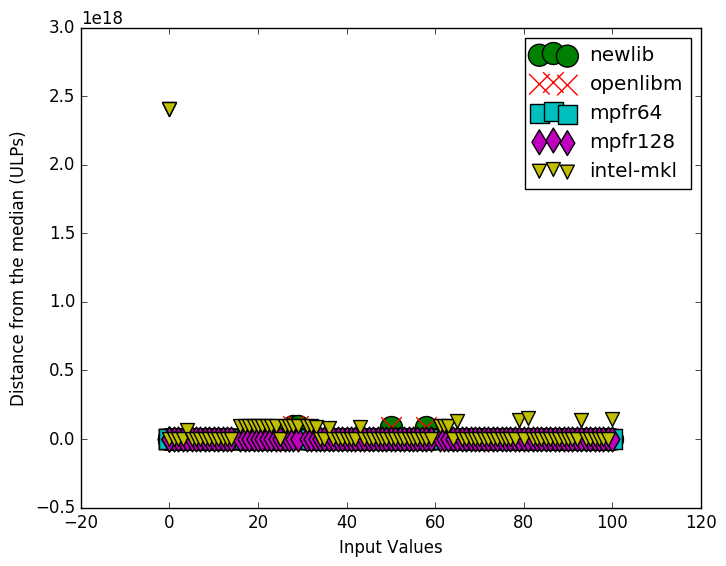 1e18
3.0
2.5
2.0
1.5
1.0
0.5
0.0
−0.5
−20
0
20
40
60
80
100
120
Input Values
Distance from the median (ULPs)
newlib
openlibm
mpfr64
mpfr128
intel-mkl